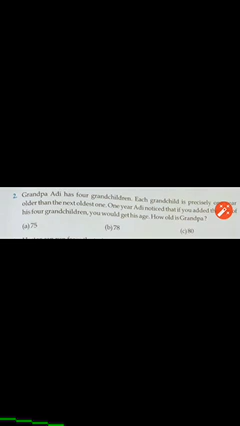 2. Grandpa Adi has four grandchildren. Each grandchild is precisely
older than the next oldest one. One year Adi noticed that if you added
his four grandchildren, you would get his age. How old is Grandpa?
(a) 75 (b) 78 (c) 80